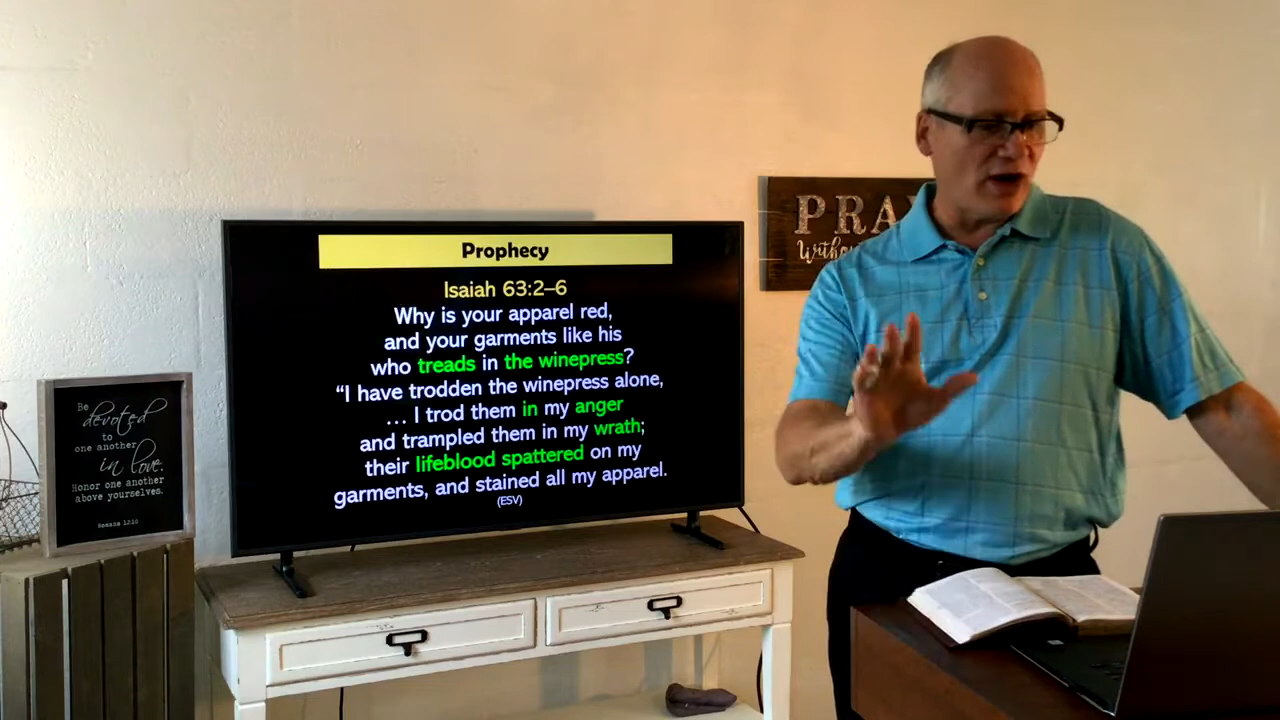 Prophecy
Isaiah 63:2–6
Why is your apparel red,
and your garments like his
who treads in the winepress?
“I have trodden the winepress alone,
… I trod them in my anger
and trampled them in my wrath;
their lifeblood spattered on my
garments, and stained all my apparel.
(ESV)
PRA
Be
devoted
to
one another
in love.
Honor one another
above yourselves.
Romans 12:10